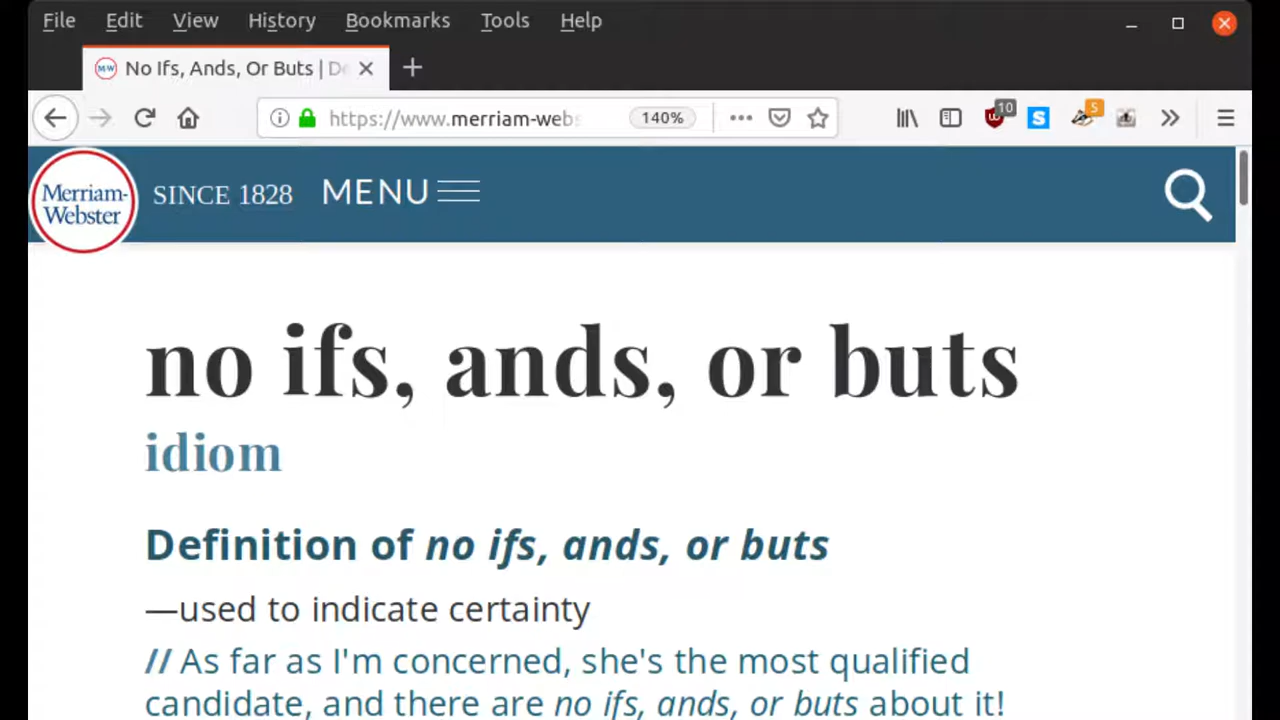 File Edit View History Bookmarks Tools Help
No Ifs, Ands, Or Buts | D
https://www.merriam-webs 140% 10 S 5
Merriam-
Webster
SINCE 1828 MENU
no ifs, ands, or buts
idiom
Definition of no ifs, ands, or buts
—used to indicate certainty
// As far as I'm concerned, she's the most qualified
candidate, and there are no ifs, ands, or buts about it!